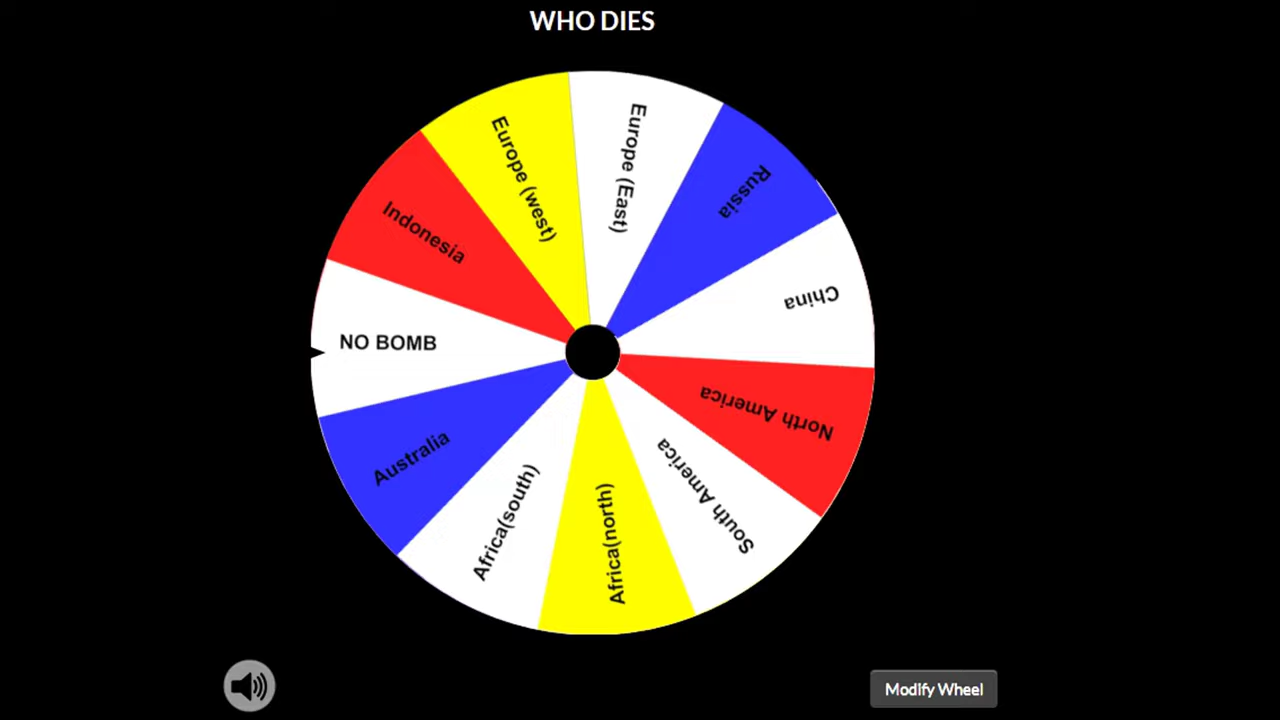 WHO DIES
Europe (west)
Europe (East)
Russia
China
North America
South America
Africa(north)
Africa(south)
Australia
NO BOMB
Indonesia
Modify Wheel